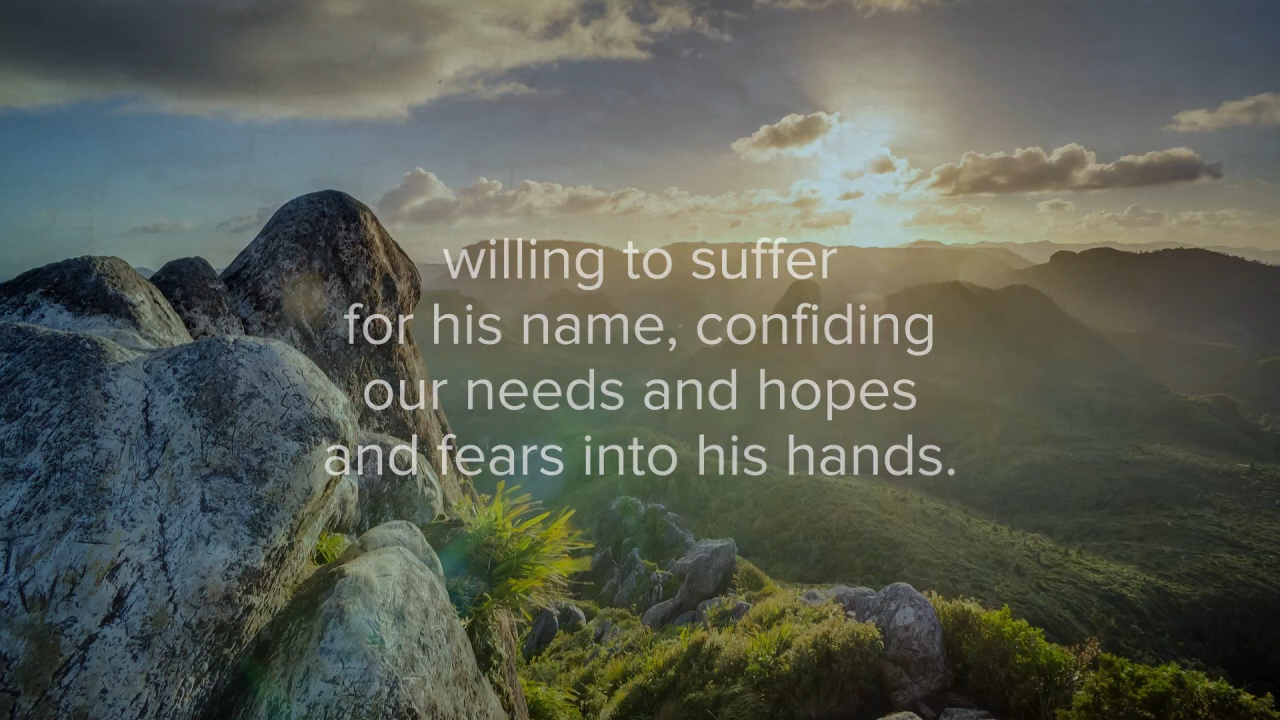 willing to suffer
for his name, confiding
our needs and hopes
and fears into his hands.